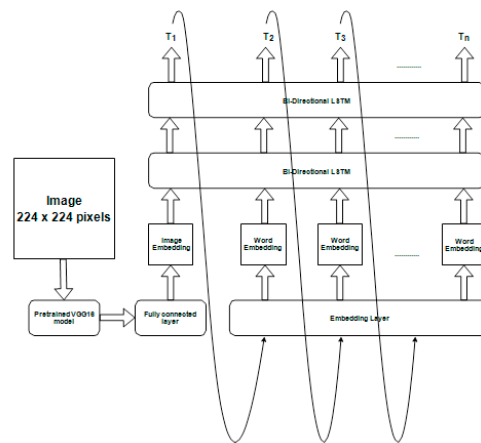 T1
T2
T3
Tn
Bi-Directional LSTM
Bi-Directional LSTM
Image
224 x 224 pixels
Image
Embedding
Word
Embedding
Word
Embedding
Word
Embedding
Pretrained VGG16
model
Fully connected
layer
Embedding Layer